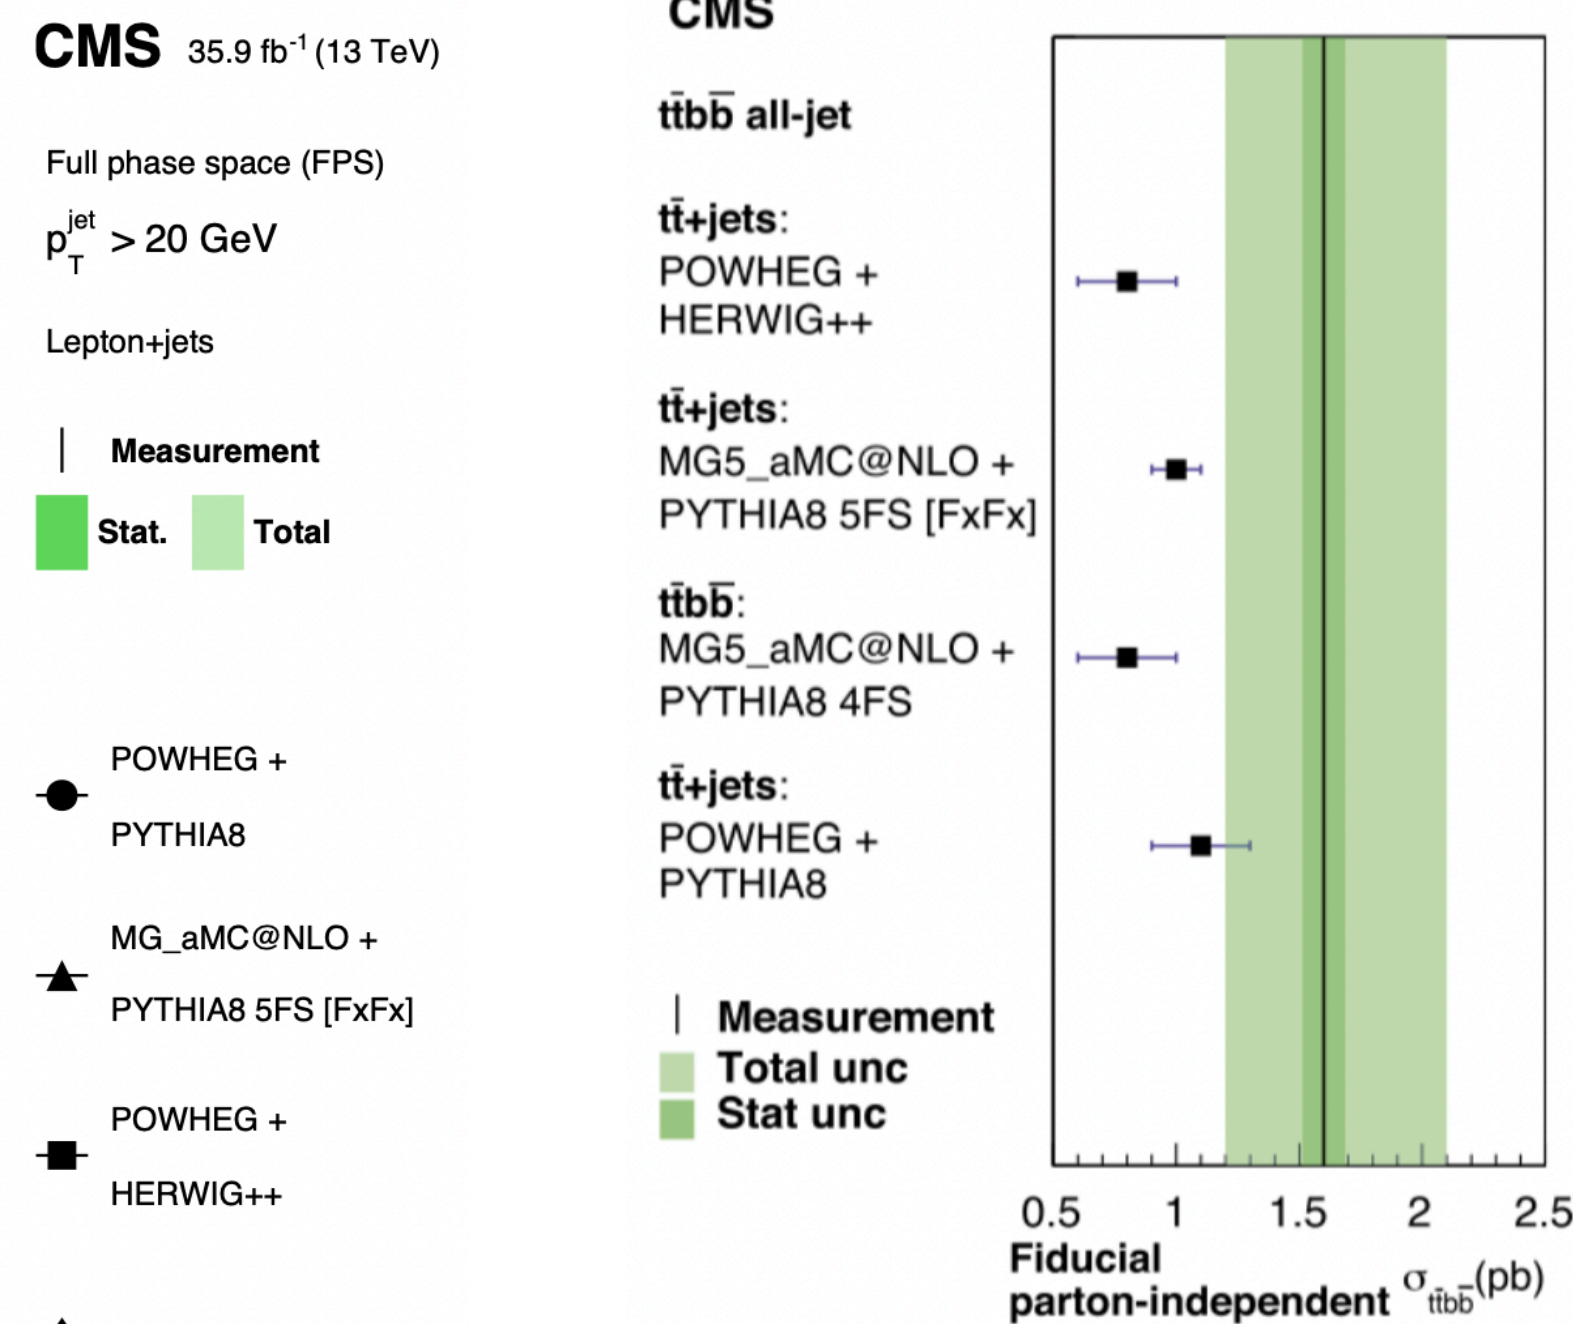 CMS 35.9 fb⁻¹ (13 TeV)
Full phase space (FPS)
p_T^jet > 20 GeV
Lepton+jets
Measurement
Stat. Total
POWHEG +
PYTHIA8
MG_aMC@NLO +
PYTHIA8 5FS [FxFx]
POWHEG +
HERWIG++
CMS
tt̄bb̄ all-jet
tt̄+jets:
POWHEG +
HERWIG++
tt̄+jets:
MG5_aMC@NLO +
PYTHIA8 5FS [FxFx]
tt̄bb̄:
MG5_aMC@NLO +
PYTHIA8 4FS
tt̄+jets:
POWHEG +
PYTHIA8
Measurement
Total unc
Stat unc
0.5 1 1.5 2 2.5
Fiducial
parton-independent σ_tt̄bb̄ (pb)